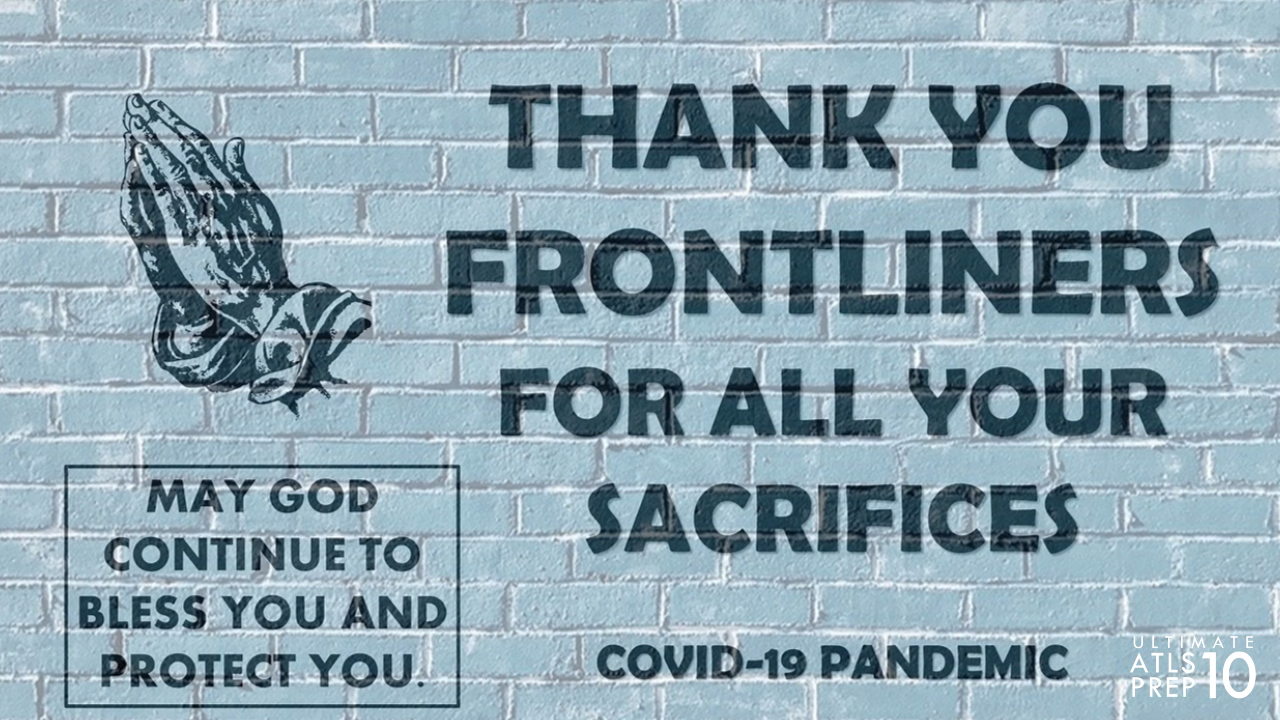 THANK YOU
FRONTLINERS
FOR ALL YOUR
SACRIFICES
COVID-19 PANDEMIC
MAY GOD
CONTINUE TO
BLESS YOU AND
PROTECT YOU.
ULTIMATE
ATLS
PREP 10